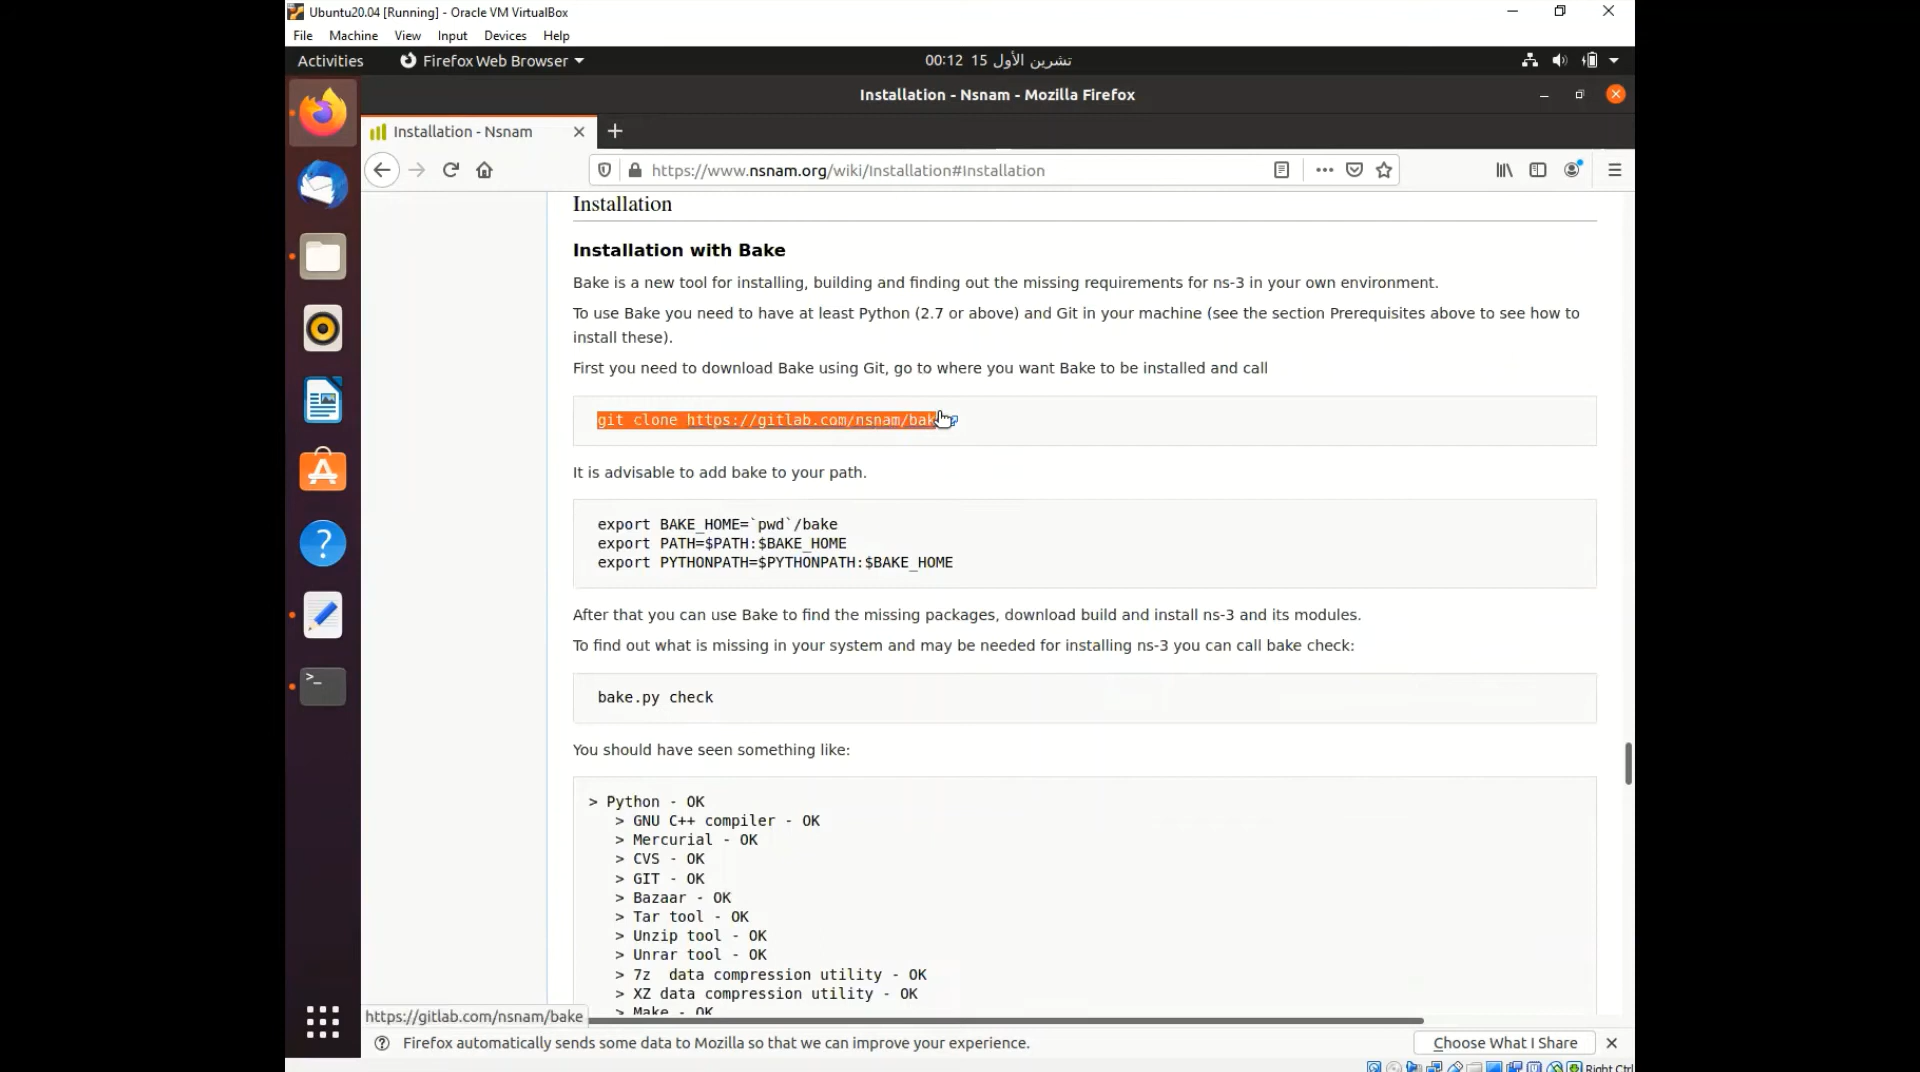 Ubuntu20.04 [Running] - Oracle VM VirtualBox
File Machine View Input Devices Help
Activities Firefox Web Browser 00:12 15 تشرين الأول
Installation - Nsnam - Mozilla Firefox
Installation - Nsnam
https://www.nsnam.org/wiki/Installation#Installation
Installation
Installation with Bake
Bake is a new tool for installing, building and finding out the missing requirements for ns-3 in your own environment.
To use Bake you need to have at least Python (2.7 or above) and Git in your machine (see the section Prerequisites above to see how to
install these).
First you need to download Bake using Git, go to where you want Bake to be installed and call
git clone https://gitlab.com/nsnam/bak
It is advisable to add bake to your path.
export BAKE_HOME=`pwd`/bake
export PATH=$PATH:$BAKE_HOME
export PYTHONPATH=$PYTHONPATH:$BAKE_HOME
After that you can use Bake to find the missing packages, download build and install ns-3 and its modules.
To find out what is missing in your system and may be needed for installing ns-3 you can call bake check:
bake.py check
You should have seen something like:
> Python - OK
> GNU C++ compiler - OK
> Mercurial - OK
> CVS - OK
> GIT - OK
> Bazaar - OK
> Tar tool - OK
> Unzip tool - OK
> Unrar tool - OK
> 7z  data compression utility - OK
> XZ data compression utility - OK
> Make - OK
https://gitlab.com/nsnam/bake
Firefox automatically sends some data to Mozilla so that we can improve your experience. Choose What I Share
Right Ctrl